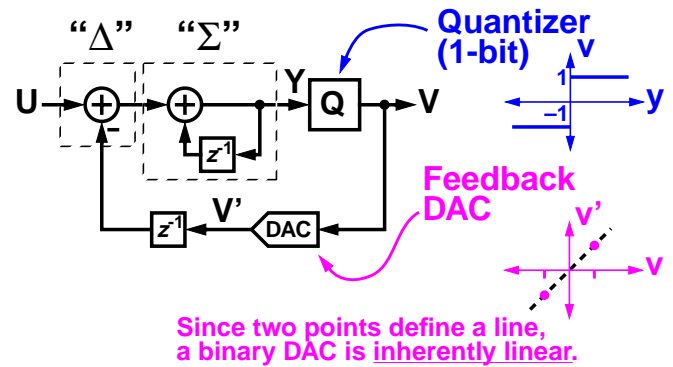 “Δ” “Σ” Quantizer
(1-bit)
v
1
−1
y
U + + Y Q V
−
z-1
Feedback
DAC
V’
z-1 DAC
v’
v
Since two points define a line,
a binary DAC is inherently linear.